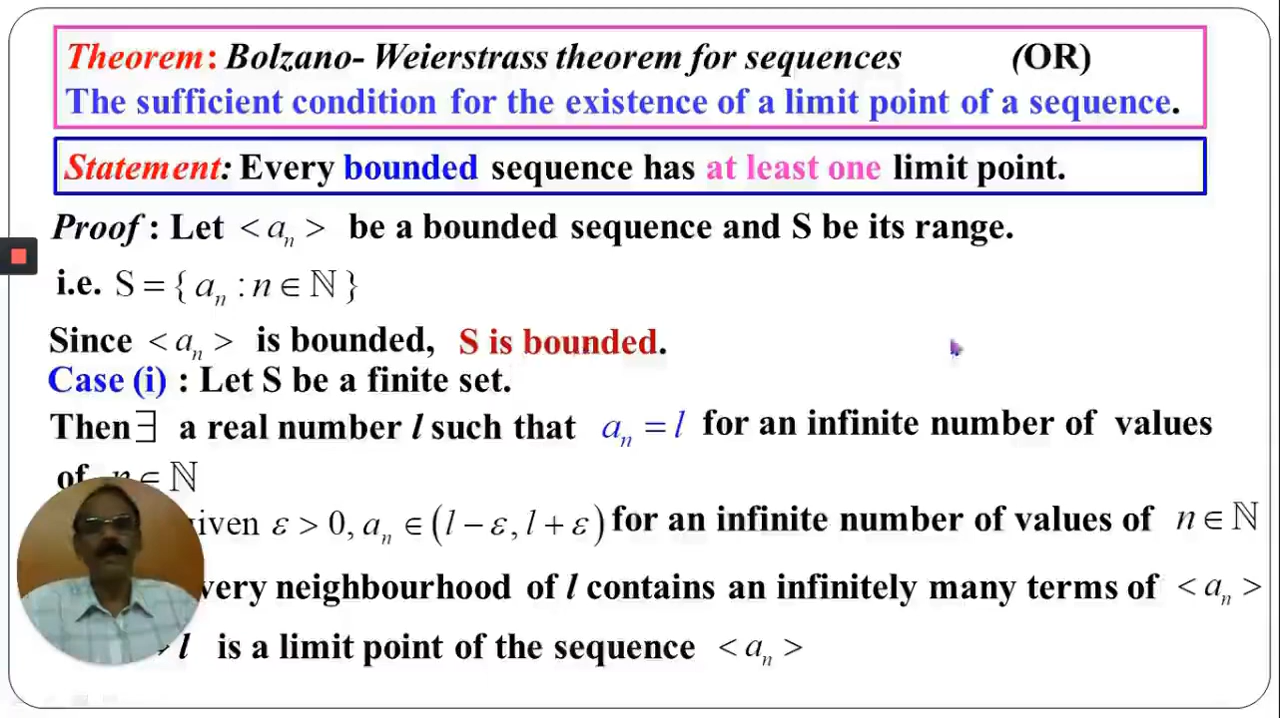 Theorem: Bolzano- Weierstrass theorem for sequences (OR)
The sufficient condition for the existence of a limit point of a sequence.
Statement: Every bounded sequence has at least one limit point.
Proof : Let < aₙ > be a bounded sequence and S be its range.
i.e. S = { aₙ : n ∈ ℕ }
Since < aₙ > is bounded, S is bounded.
Case (i) : Let S be a finite set.
Then ∃ a real number l such that aₙ = l for an infinite number of values
of n ∈ ℕ
given ε > 0, aₙ ∈ (l − ε, l + ε) for an infinite number of values of n ∈ ℕ
very neighbourhood of l contains an infinitely many terms of < aₙ >
l is a limit point of the sequence < aₙ >